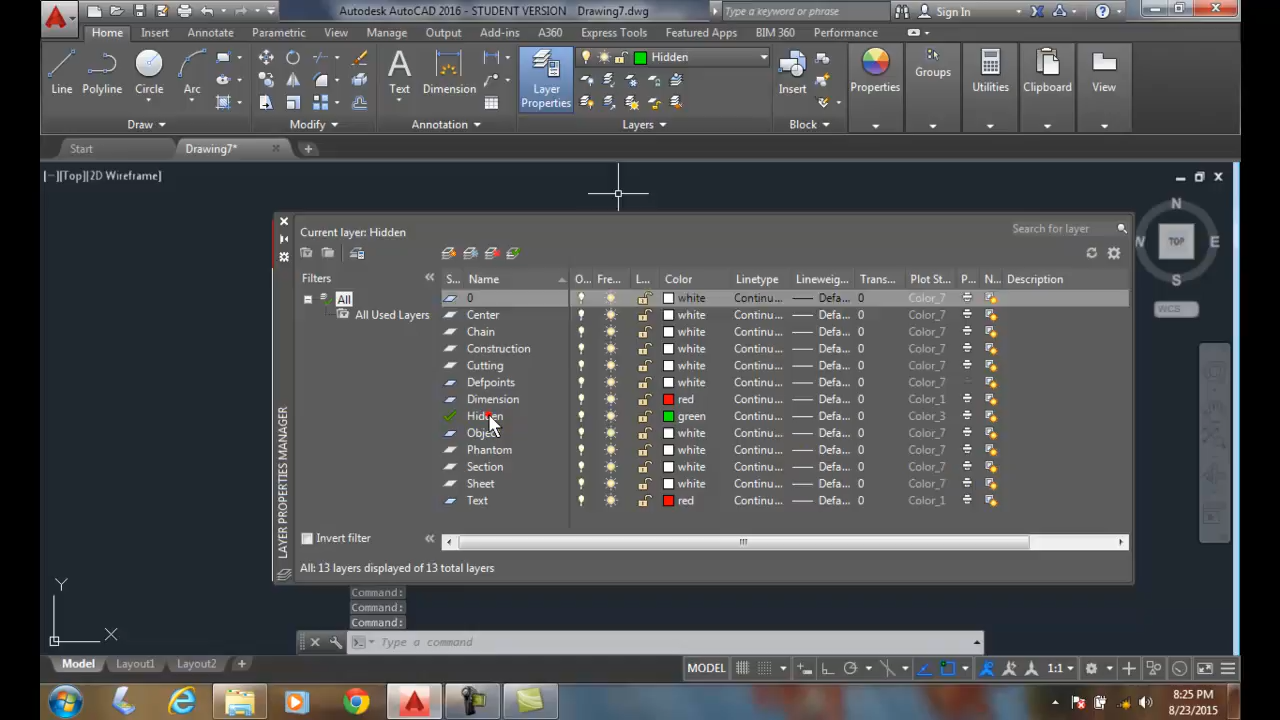 Autodesk AutoCAD 2016 - STUDENT VERSION Drawing7.dwg
Type a keyword or phrase
Sign In
Home Insert Annotate Parametric View Manage Output Add-ins A360 Express Tools Featured Apps BIM 360 Performance
Hidden
Line Polyline Circle Arc Text Dimension Layer Properties Insert Properties Groups Utilities Clipboard View
Draw Modify Annotation Layers Block
Start Drawing7*
[−][Top][2D Wireframe]
N
W TOP E
S
WCS
Current layer: Hidden
Search for layer
Filters
S... Name O... Fre... L... Color Linetype Lineweig... Trans... Plot St... P... N... Description
All
All Used Layers
0 white Continu... Defa... 0 Color_7
Center white Continu... Defa... 0 Color_7
Chain white Continu... Defa... 0 Color_7
Construction white Continu... Defa... 0 Color_7
Cutting white Continu... Defa... 0 Color_7
Defpoints white Continu... Defa... 0 Color_7
Dimension red Continu... Defa... 0 Color_1
Hidden green Continu... Defa... 0 Color_3
Object white Continu... Defa... 0 Color_7
Phantom white Continu... Defa... 0 Color_7
Section white Continu... Defa... 0 Color_7
Sheet white Continu... Defa... 0 Color_7
Text red Continu... Defa... 0 Color_1
LAYER PROPERTIES MANAGER
Invert filter
All: 13 layers displayed of 13 total layers
Y
X
Command:
Command:
Command:
Type a command
Model Layout1 Layout2
MODEL 1:1
8:25 PM
8/23/2015